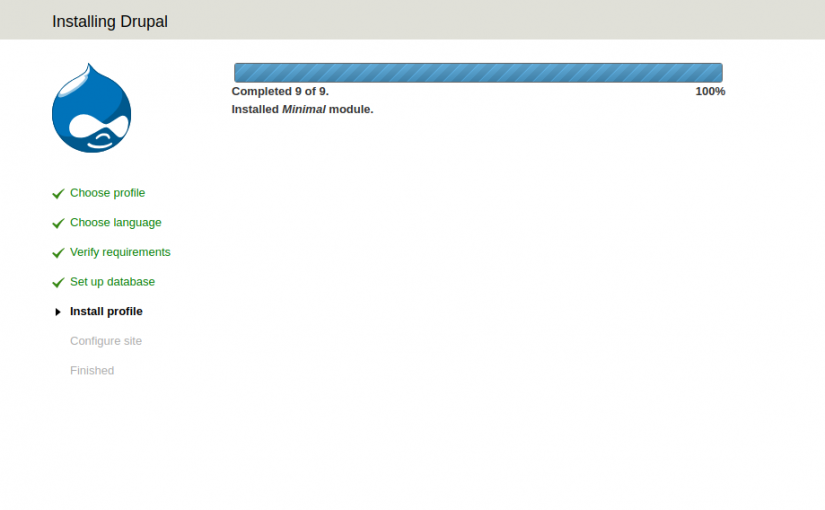 Installing Drupal
Completed 9 of 9. 100%
Installed Minimal module.
Choose profile
Choose language
Verify requirements
Set up database
Install profile
Configure site
Finished